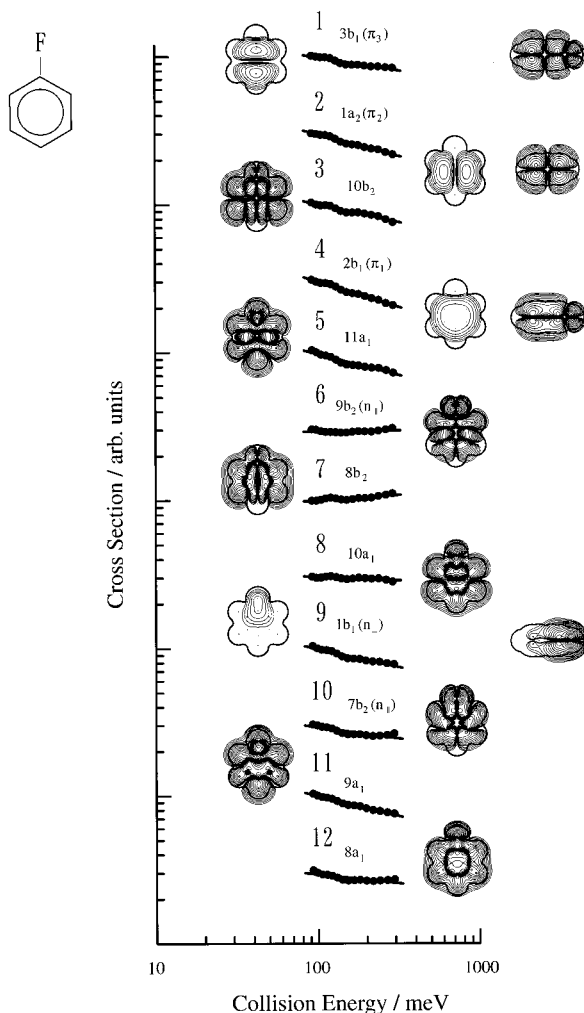 F
1
3b₁(π₃)
2
1a₂(π₂)
3
10b₂
4
2b₁(π₁)
5
11a₁
6
9b₂(n∥)
7
8b₂
8
10a₁
9
1b₁(n₋)
10
7b₂(n∥)
11
9a₁
12
8a₁
Cross Section / arb. units
10 100 1000
Collision Energy / meV